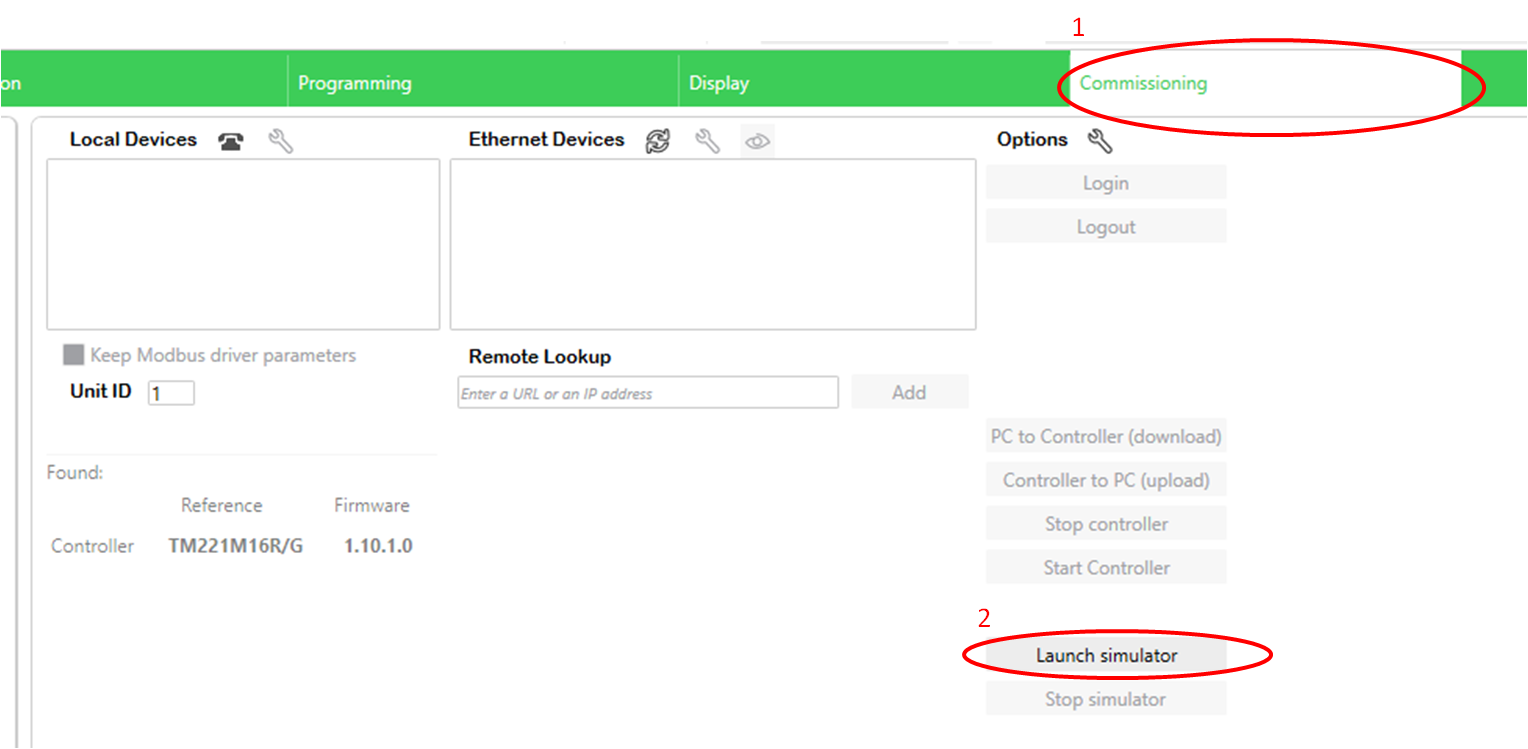 1
on
Programming
Display
Commissioning
Local Devices
Ethernet Devices
Options
Login
Logout
Keep Modbus driver parameters
Unit ID 1
Remote Lookup
Enter a URL or an IP address
Add
PC to Controller (download)
Controller to PC (upload)
Stop controller
Start Controller
Found:
Reference Firmware
Controller TM221M16R/G 1.10.1.0
2
Launch simulator
Stop simulator